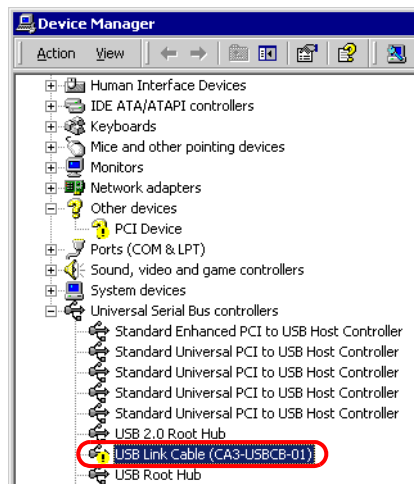 Device Manager
Action View
Human Interface Devices
IDE ATA/ATAPI controllers
Keyboards
Mice and other pointing devices
Monitors
Network adapters
Other devices
PCI Device
Ports (COM & LPT)
Sound, video and game controllers
System devices
Universal Serial Bus controllers
Standard Enhanced PCI to USB Host Controller
Standard Universal PCI to USB Host Controller
Standard Universal PCI to USB Host Controller
Standard Universal PCI to USB Host Controller
Standard Universal PCI to USB Host Controller
USB 2.0 Root Hub
USB Link Cable (CA3-USBCB-01)
USB Root Hub